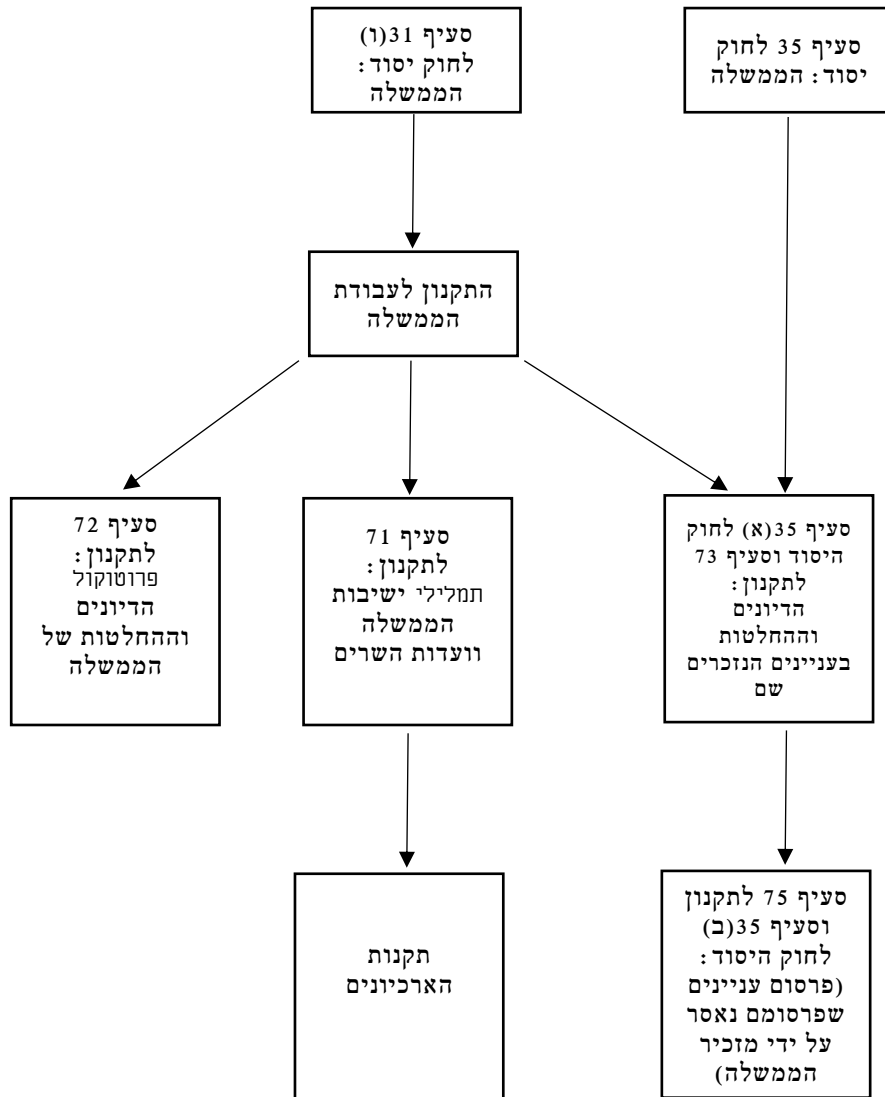 סעיף 35 לחוק
יסוד: הממשלה
סעיף 31(ו)
לחוק יסוד:
הממשלה
התקנון לעבודת
הממשלה
סעיף 35(א) לחוק
היסוד וסעיף 73
לתקנון:
הדיונים
וההחלטות
בעניינים הנזכרים
שם
סעיף 71
לתקנון:
תמלילי ישיבות
הממשלה
וועדות השרים
סעיף 72
לתקנון:
פרוטוקול
הדיונים
וההחלטות של
הממשלה
סעיף 75 לתקנון
וסעיף 35(ב)
לחוק היסוד:
(פרסום עניינים
שפרסומם נאסר
על ידי מזכיר
הממשלה)
תקנות
הארכיונים